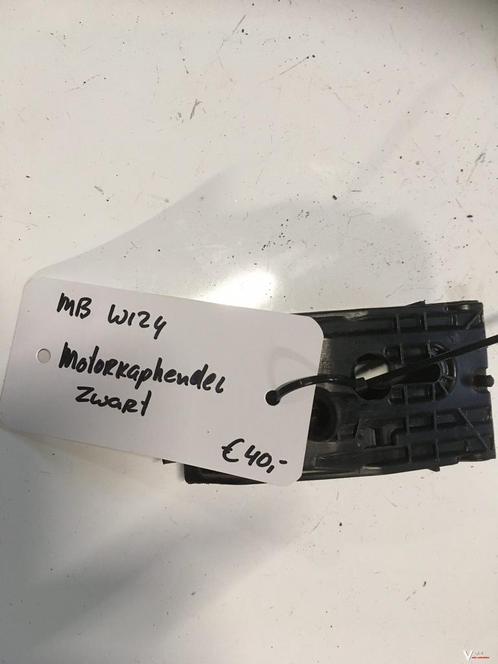 MB W124
Motorkaphendel
Zwart
€40,-